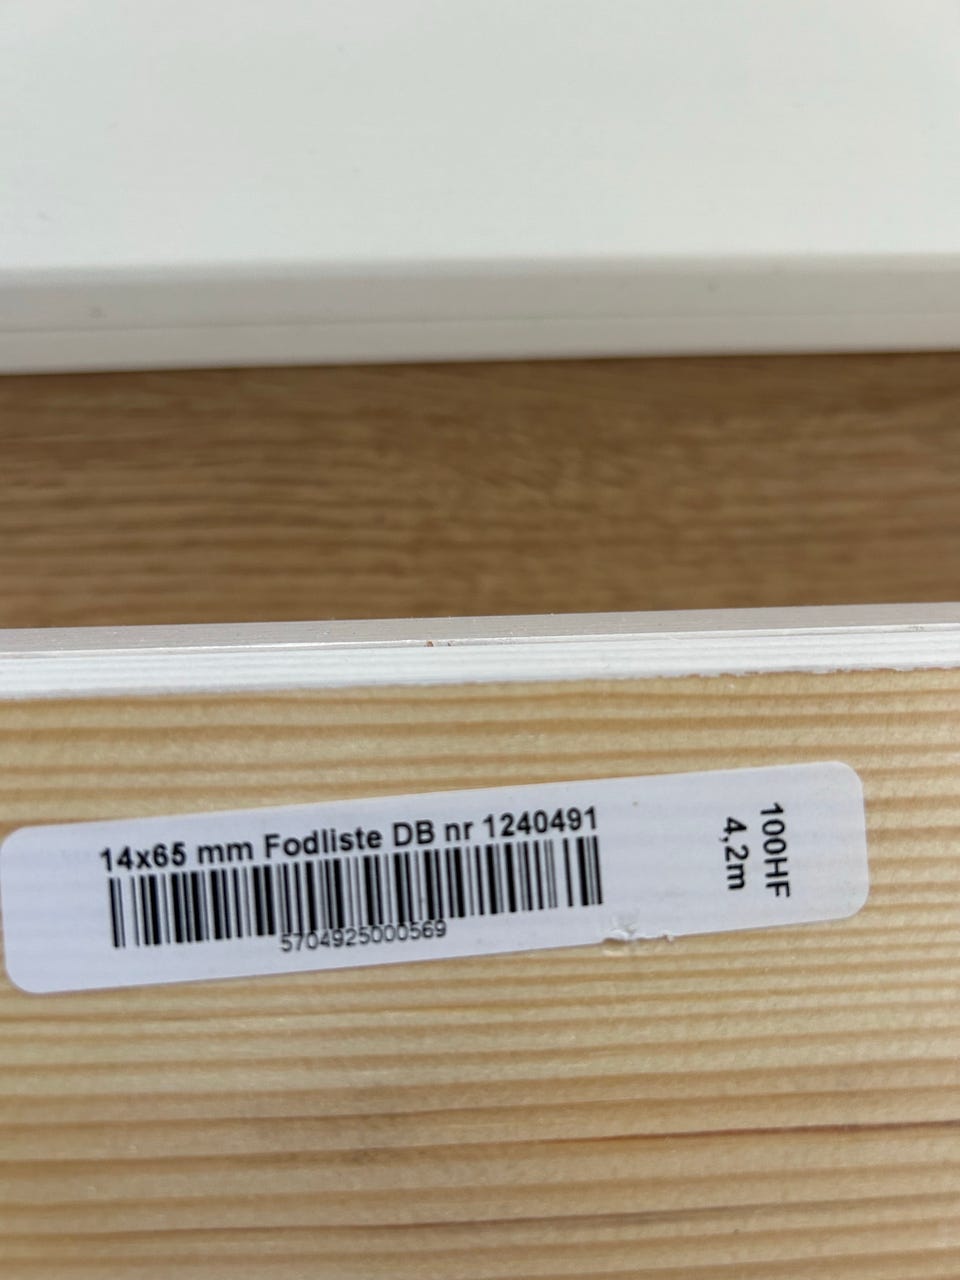 14x65 mm Fodliste DB nr 1240491
5704925000569
100HF
4,2m